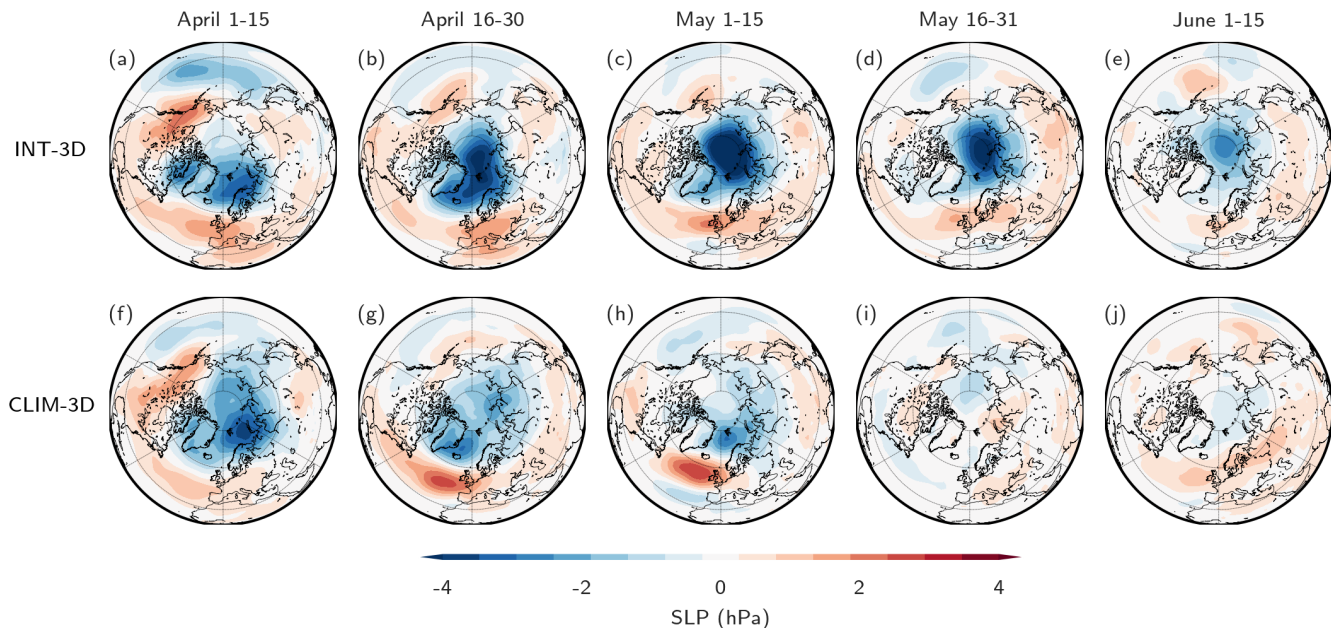 April 1-15 April 16-30 May 1-15 May 16-31 June 1-15
(a) (b) (c) (d) (e)
INT-3D
(f) (g) (h) (i) (j)
CLIM-3D
-4 -2 0 2 4
SLP (hPa)